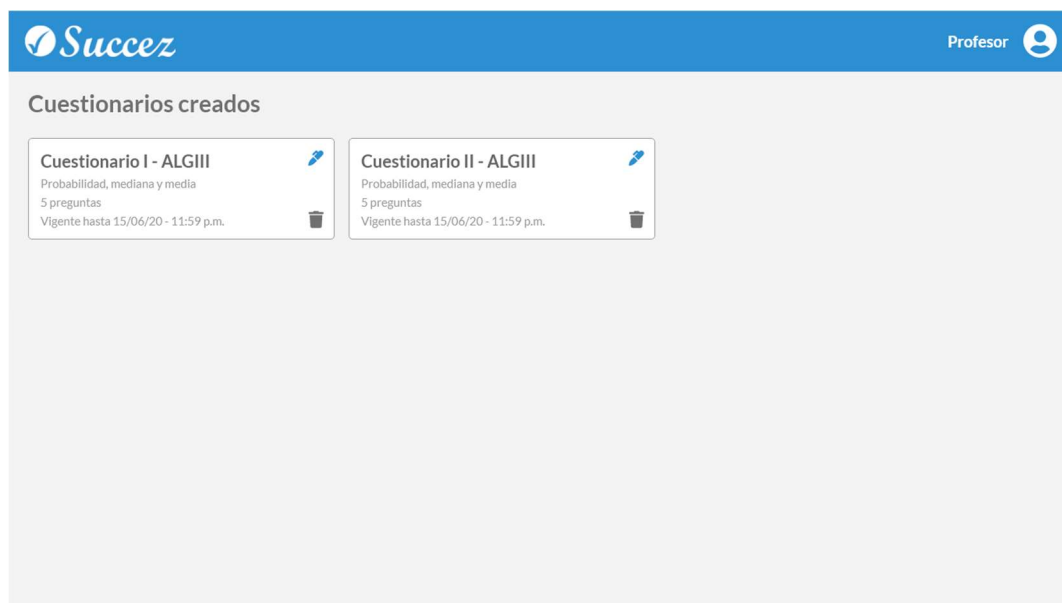 Succez
Profesor
Cuestionarios creados
Cuestionario I - ALGIII
Probabilidad, mediana y media
5 preguntas
Vigente hasta 15/06/20 - 11:59 p.m.
Cuestionario II - ALGIII
Probabilidad, mediana y media
5 preguntas
Vigente hasta 15/06/20 - 11:59 p.m.